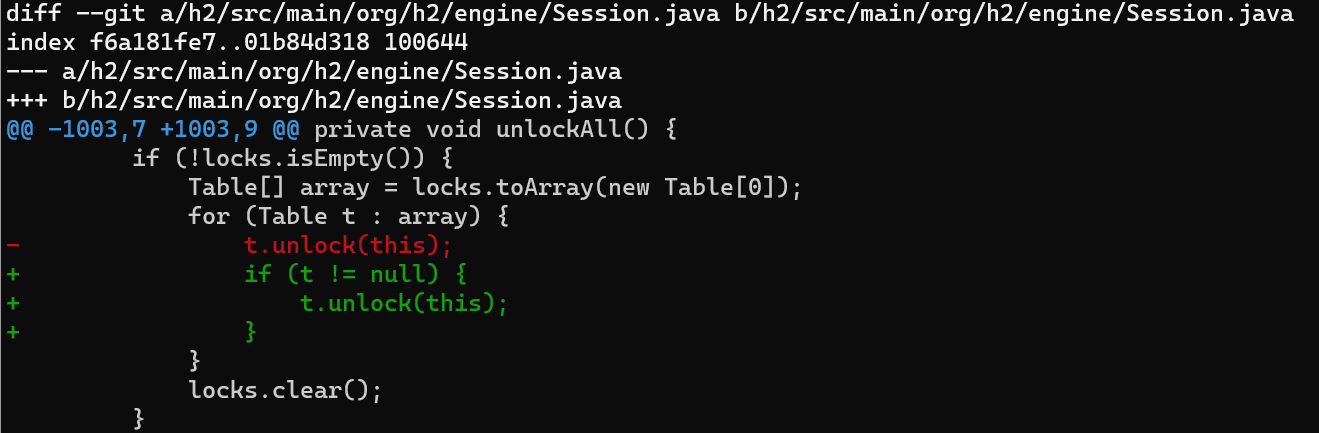 diff --git a/h2/src/main/org/h2/engine/Session.java b/h2/src/main/org/h2/engine/Session.java
index f6a181fe7..01b84d318 100644
--- a/h2/src/main/org/h2/engine/Session.java
+++ b/h2/src/main/org/h2/engine/Session.java
@@ -1003,7 +1003,9 @@ private void unlockAll() {
         if (!locks.isEmpty()) {
             Table[] array = locks.toArray(new Table[0]);
             for (Table t : array) {
-                t.unlock(this);
+                if (t != null) {
+                    t.unlock(this);
+                }
             }
             locks.clear();
         }